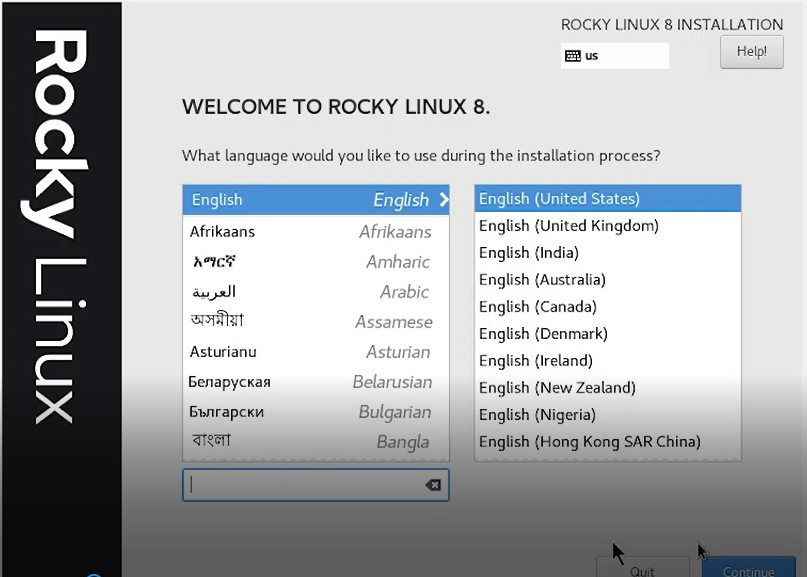 Rocky Linux
ROCKY LINUX 8 INSTALLATION
us
Help!
WELCOME TO ROCKY LINUX 8.
What language would you like to use during the installation process?
English English
Afrikaans Afrikaans
አማርኛ Amharic
العربية Arabic
অসমীয়া Assamese
Asturianu Asturian
Беларуская Belarusian
Български Bulgarian
বাংলা Bangla
English (United States)
English (United Kingdom)
English (India)
English (Australia)
English (Canada)
English (Denmark)
English (Ireland)
English (New Zealand)
English (Nigeria)
English (Hong Kong SAR China)
Quit
Continue